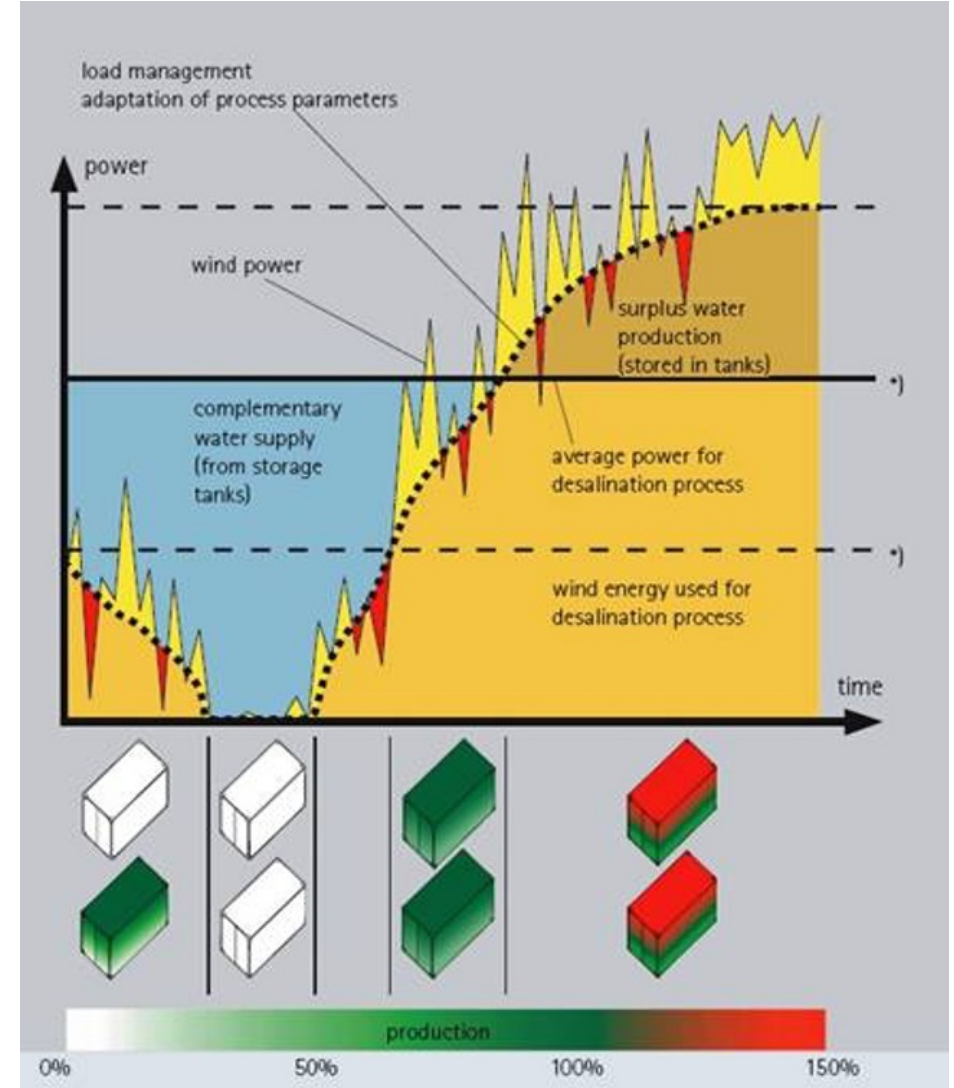 load management
adaptation of process parameters
power
wind power
surplus water
production
(stored in tanks)
*)
complementary
water supply
(from storage
tanks)
average power for
desalination process
*)
wind energy used for
desalination process
time
production
0% 50% 100% 150%